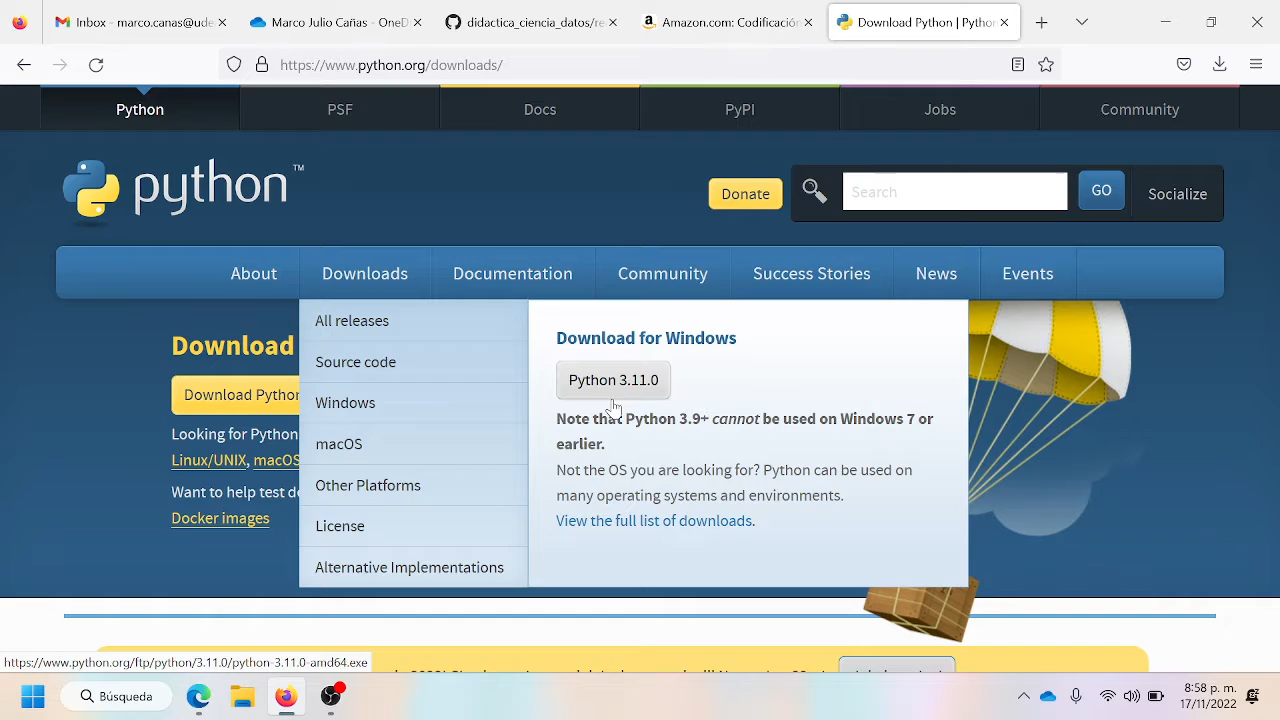 Inbox - marco.canas@ude
Marco Julio Cañas - OneD
didactica_ciencia_datos/re
Amazon.com: Codificación
Download Python | Python
https://www.python.org/downloads/
Python
PSF
Docs
PyPI
Jobs
Community
python™
Donate
Search
GO
Socialize
About
Downloads
Documentation
Community
Success Stories
News
Events
All releases
Source code
Windows
macOS
Other Platforms
License
Alternative Implementations
Download for Windows
Python 3.11.0
Note that Python 3.9+ cannot be used on Windows 7 or
earlier.
Not the OS you are looking for? Python can be used on
many operating systems and environments.
View the full list of downloads.
Download
Download Python
Looking for Python
Linux/UNIX, macOS
Want to help test de
Docker images
https://www.python.org/ftp/python/3.11.0/python-3.11.0-amd64.exe
Búsqueda
8:58 p. m.
17/11/2022